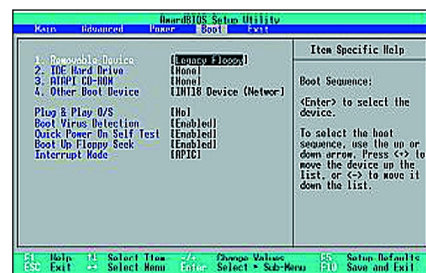 AwardBIOS Setup Utility
Main Advanced Power Boot Exit
1. Removable Device [Legacy Floppy]
2. IDE Hard Drive [None]
3. ATAPI CD-ROM [None]
4. Other Boot Device [INT18 Device (Networ]
Plug & Play O/S [No]
Boot Virus Detection [Enabled]
Quick Power On Self Test [Enabled]
Boot Up Floppy Seek [Enabled]
Interrupt Mode [APIC]
Item Specific Help
Boot Sequence:
<Enter> to select the
device.
To select the boot
sequence, use the up or
down arrow. Press <+> to
move the device up the
list, or <-> to move it
down the list.
F1 Help ↑↓ Select Item -/+ Change Values F5 Setup Defaults
ESC Exit ↔ Select Menu Enter Select ► Sub-Menu F10 Save and Exit